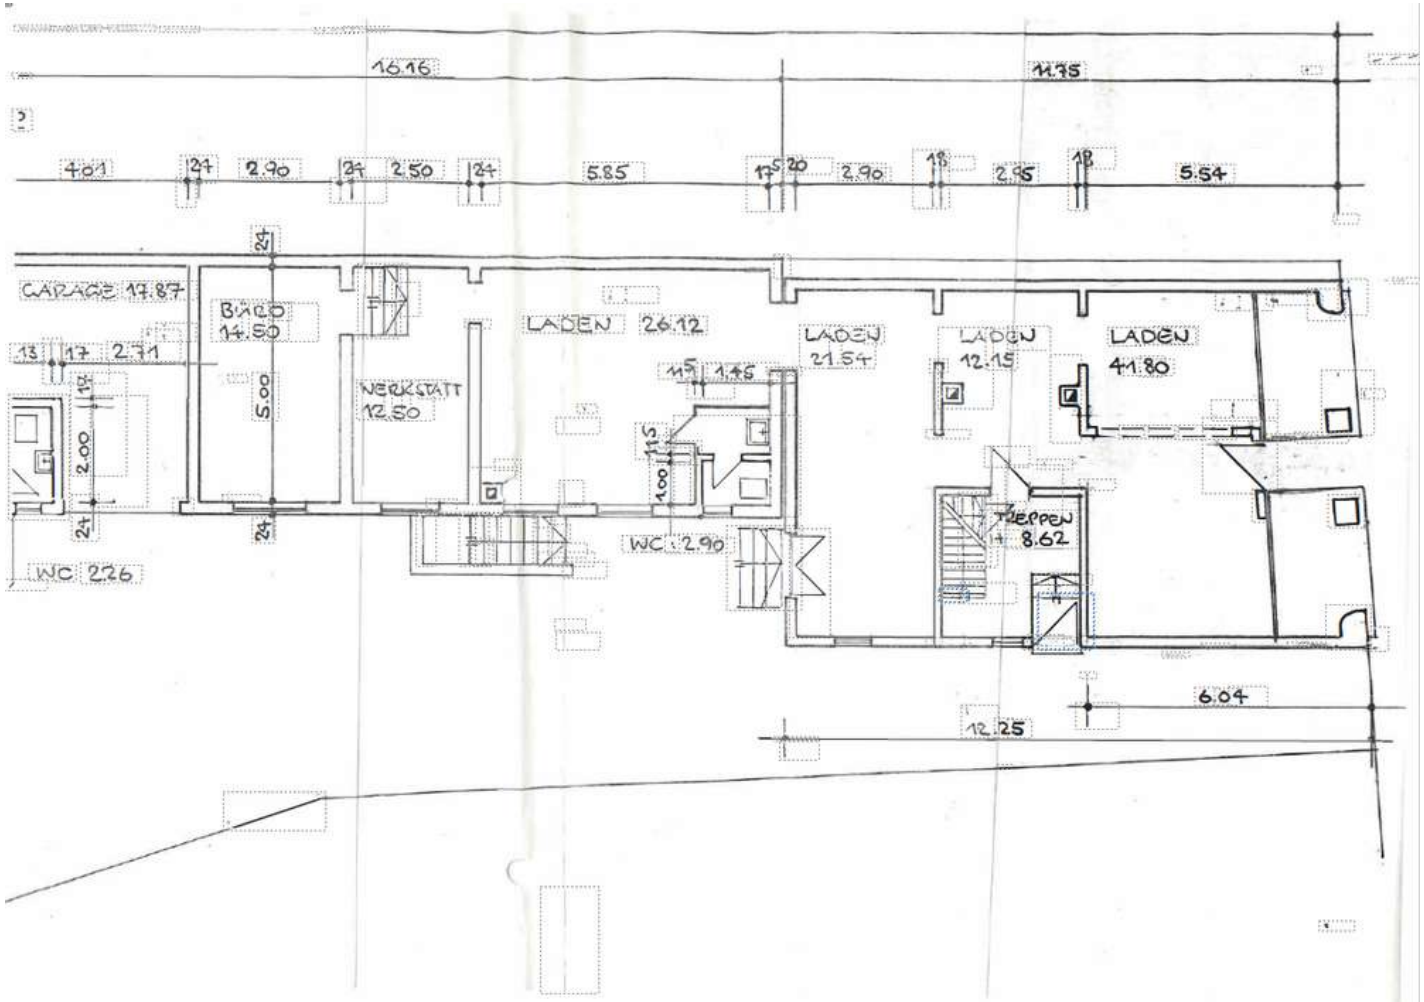 16.16
11.75
4.01 24 2.90 24 2.50 24 5.85 17⁵ 20 2.90 18 2.95 18 5.54
24
GARAGE 17.87
BÜRO
14.50
LADEN 26.12
LADEN
21.54
LADEN
12.15
LADEN
41.80
13 17 2.71
5.00
WERKSTATT
12.50
11⁵ 1.45
2.00
11⁵
1.00
24
24
TREPPEN
8.62
WC 2.26
WC 2.90
6.04
12.25